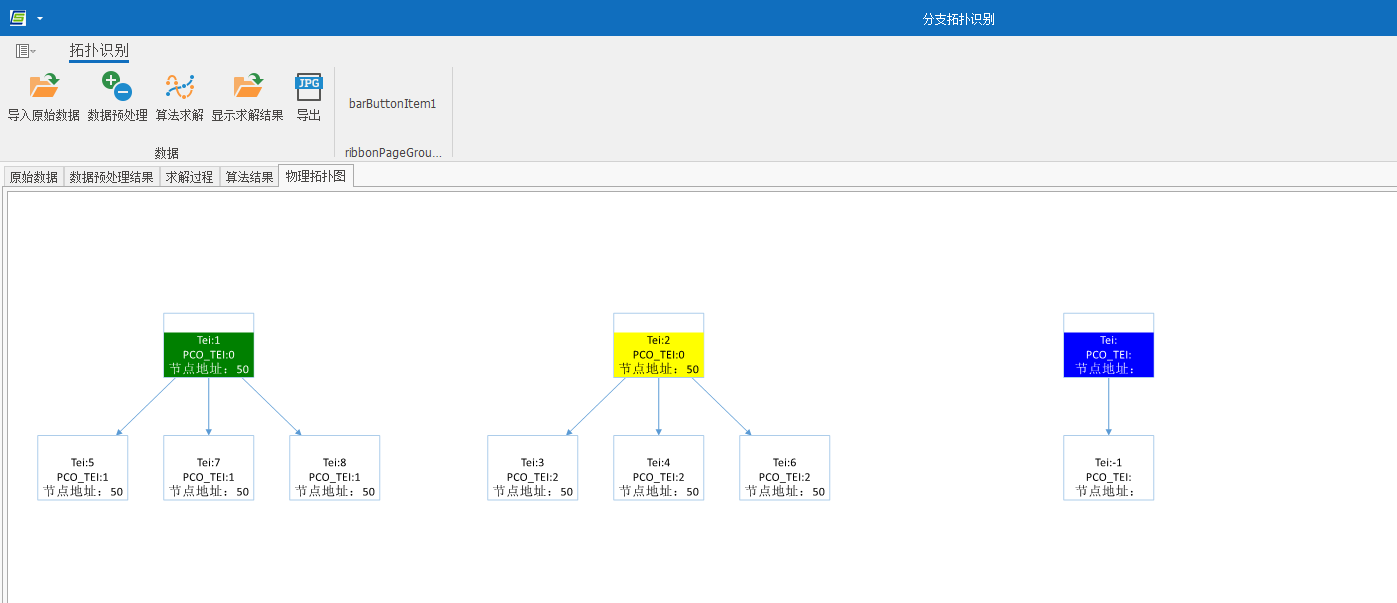 分支拓扑识别
拓扑识别
导入原始数据 数据预处理 算法求解 显示求解结果 JPG 导出
barButtonItem1
数据
ribbonPageGrou...
原始数据 数据预处理结果 求解过程 算法结果 物理拓扑图
Tei:1
PCO_TEI:0
节点地址：50
Tei:2
PCO_TEI:0
节点地址：50
Tei:
PCO_TEI:
节点地址：
Tei:5
PCO_TEI:1
节点地址：50
Tei:7
PCO_TEI:1
节点地址：50
Tei:8
PCO_TEI:1
节点地址：50
Tei:3
PCO_TEI:2
节点地址：50
Tei:4
PCO_TEI:2
节点地址：50
Tei:6
PCO_TEI:2
节点地址：50
Tei:-1
PCO_TEI:
节点地址：